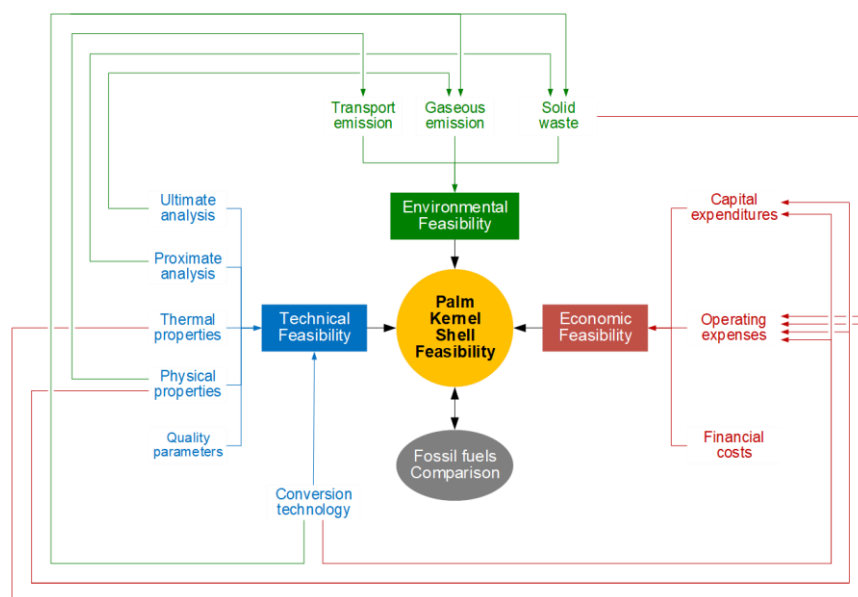 Transport
emission
Gaseous
emission
Solid
waste
Ultimate
analysis
Environmental
Feasibility
Capital
expenditures
Proximate
analysis
Palm
Kernel
Shell
Feasibility
Thermal
properties
Technical
Feasibility
Economic
Feasibility
Operating
expenses
Physical
properties
Quality
parameters
Fossil fuels
Comparison
Financial
costs
Conversion
technology